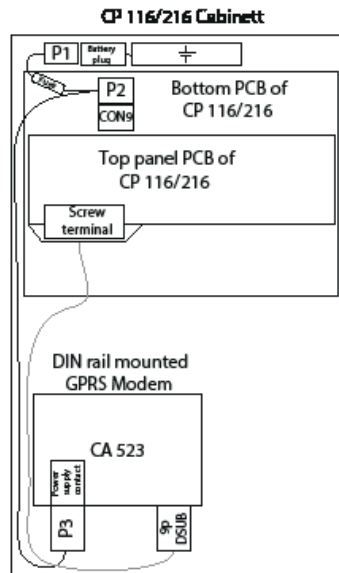 CP 116/216 Cabinett
P1
Battery
plug
Fuse
P2
Bottom PCB of
CP 116/216
CON9
Top panel PCB of
CP 116/216
Screw
terminal
DIN rail mounted
GPRS Modem
CA 523
Power
supply
contact
P3
9p
DSUB